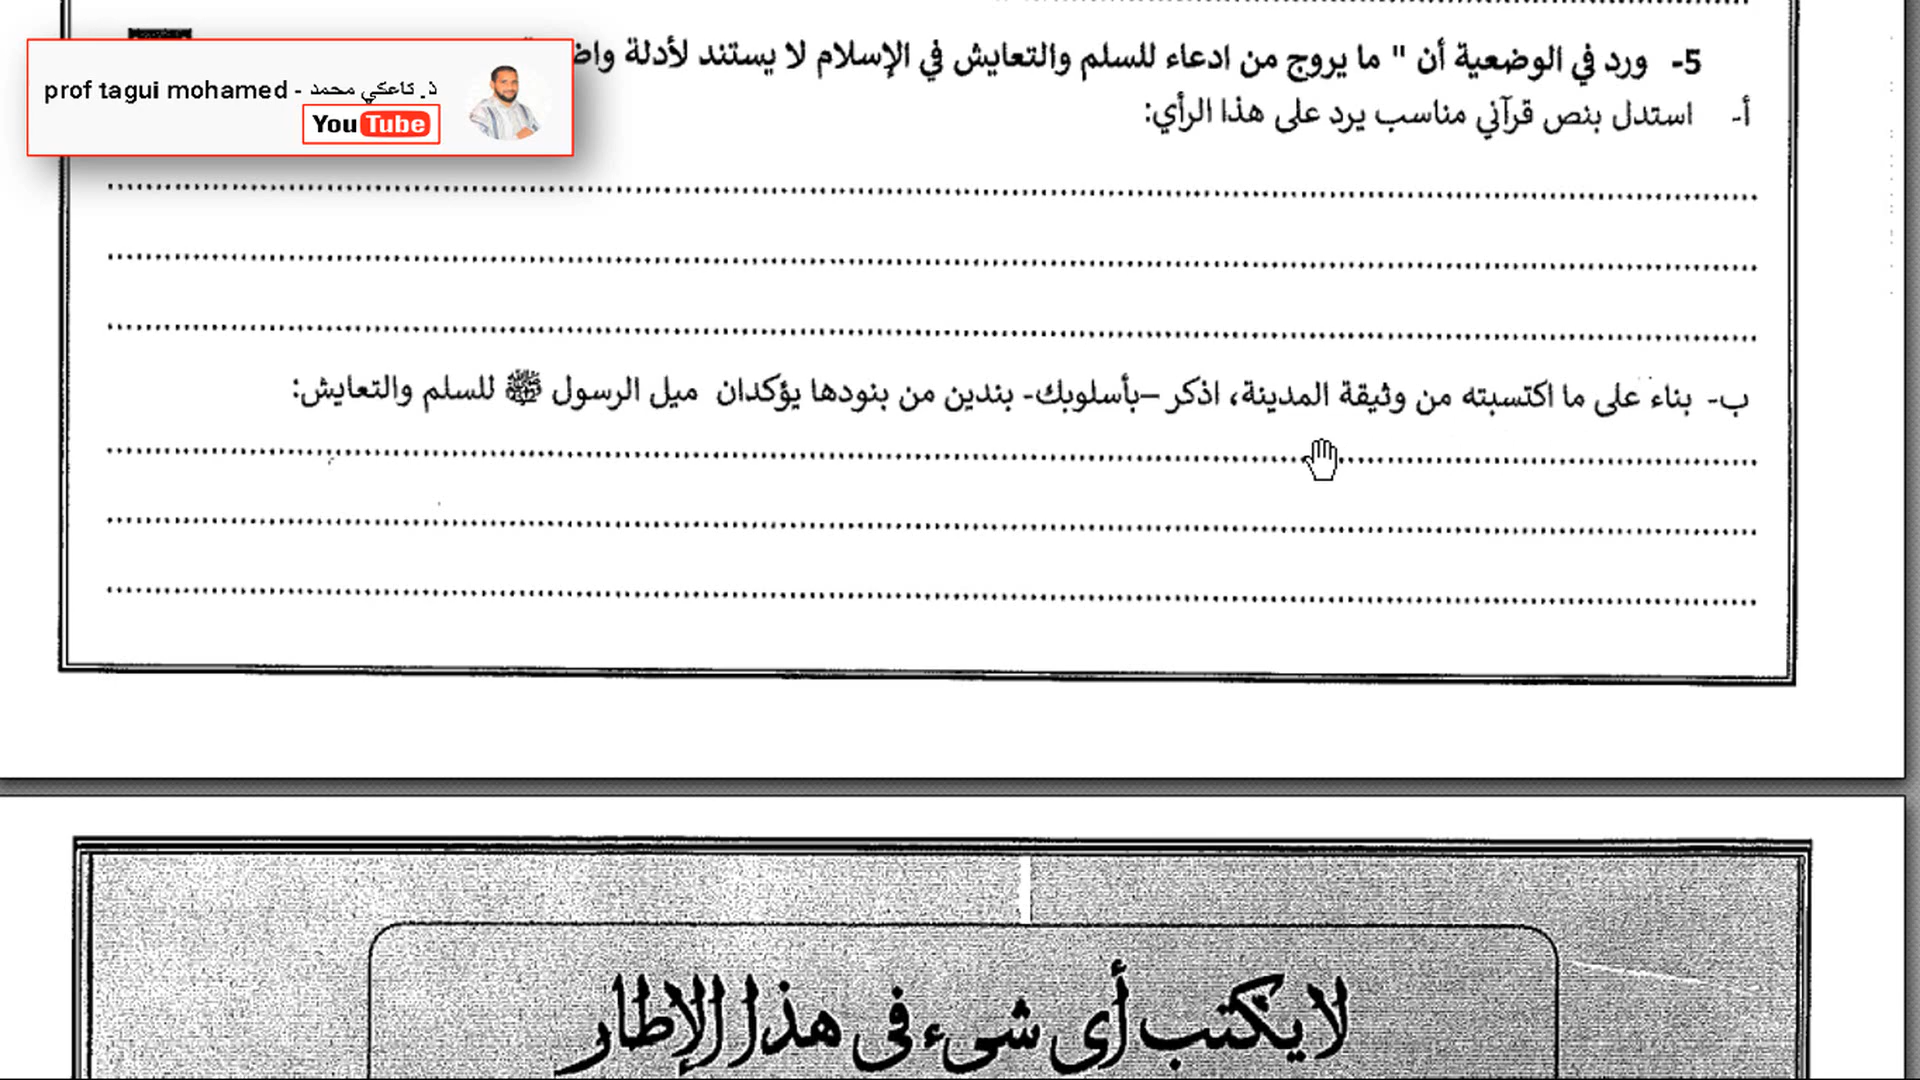 5- ورد في الوضعية أن " ما يروج من ادعاء للسلم والتعايش في الإسلام لا يستند لأدلة
prof tagui mohamed - ذ. تاعكي محمد
YouTube
أ- استدل بنص قرآني مناسب يرد على هذا الرأي:
ب- بناء على ما اكتسبته من وثيقة المدينة، اذكر –بأسلوبك- بندين من بنودها يؤكدان ميل الرسول ﷺ للسلم والتعايش:
لا يكتب أي شيء في هذا الإطار